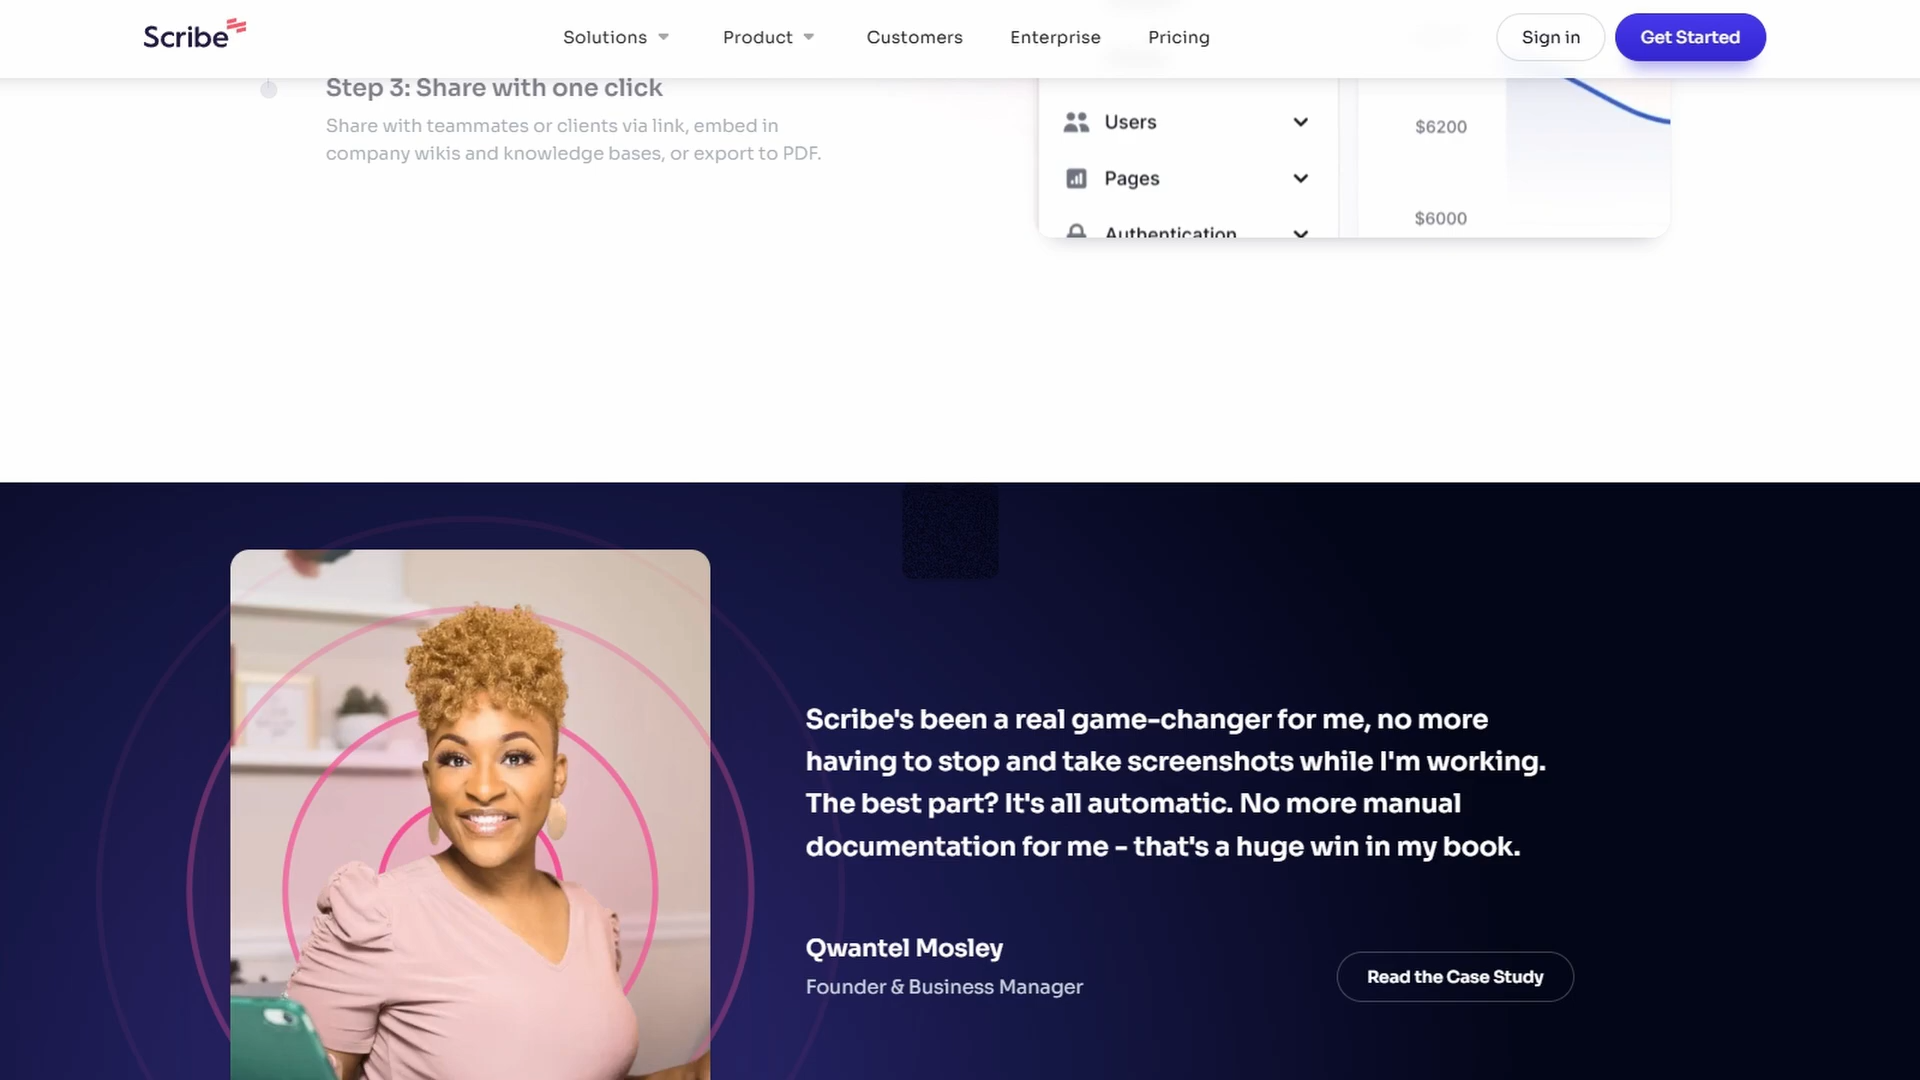 Scribe
Solutions
Product
Customers
Enterprise
Pricing
Sign in
Get Started
Step 3: Share with one click
Share with teammates or clients via link, embed in
company wikis and knowledge bases, or export to PDF.
Users
Pages
Authentication
$6200
$6000
Scribe's been a real game-changer for me, no more
having to stop and take screenshots while I'm working.
The best part? It's all automatic. No more manual
documentation for me - that's a huge win in my book.
Qwantel Mosley
Founder & Business Manager
Read the Case Study